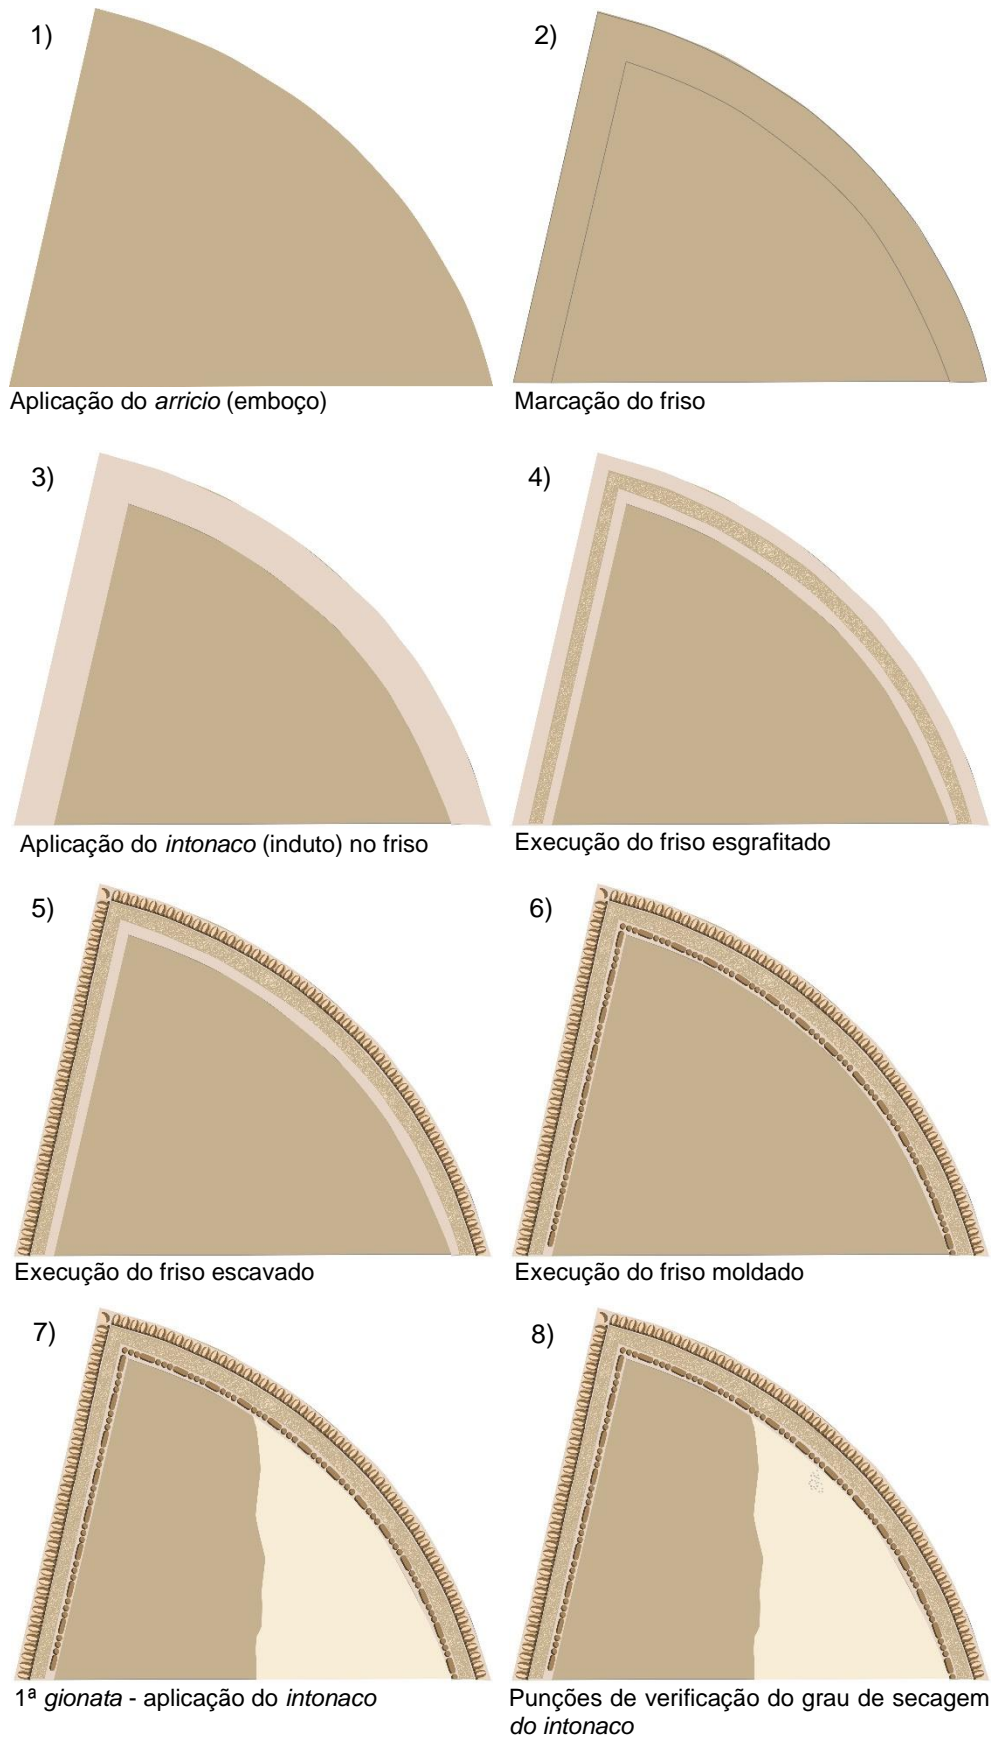 1)
2)
Aplicação do arricio (emboço)
Marcação do friso
3)
4)
Aplicação do intonaco (induto) no friso
Execução do friso esgrafitado
5)
6)
Execução do friso escavado
Execução do friso moldado
7)
8)
1ª gionata - aplicação do intonaco
Punções de verificação do grau de secagem
do intonaco